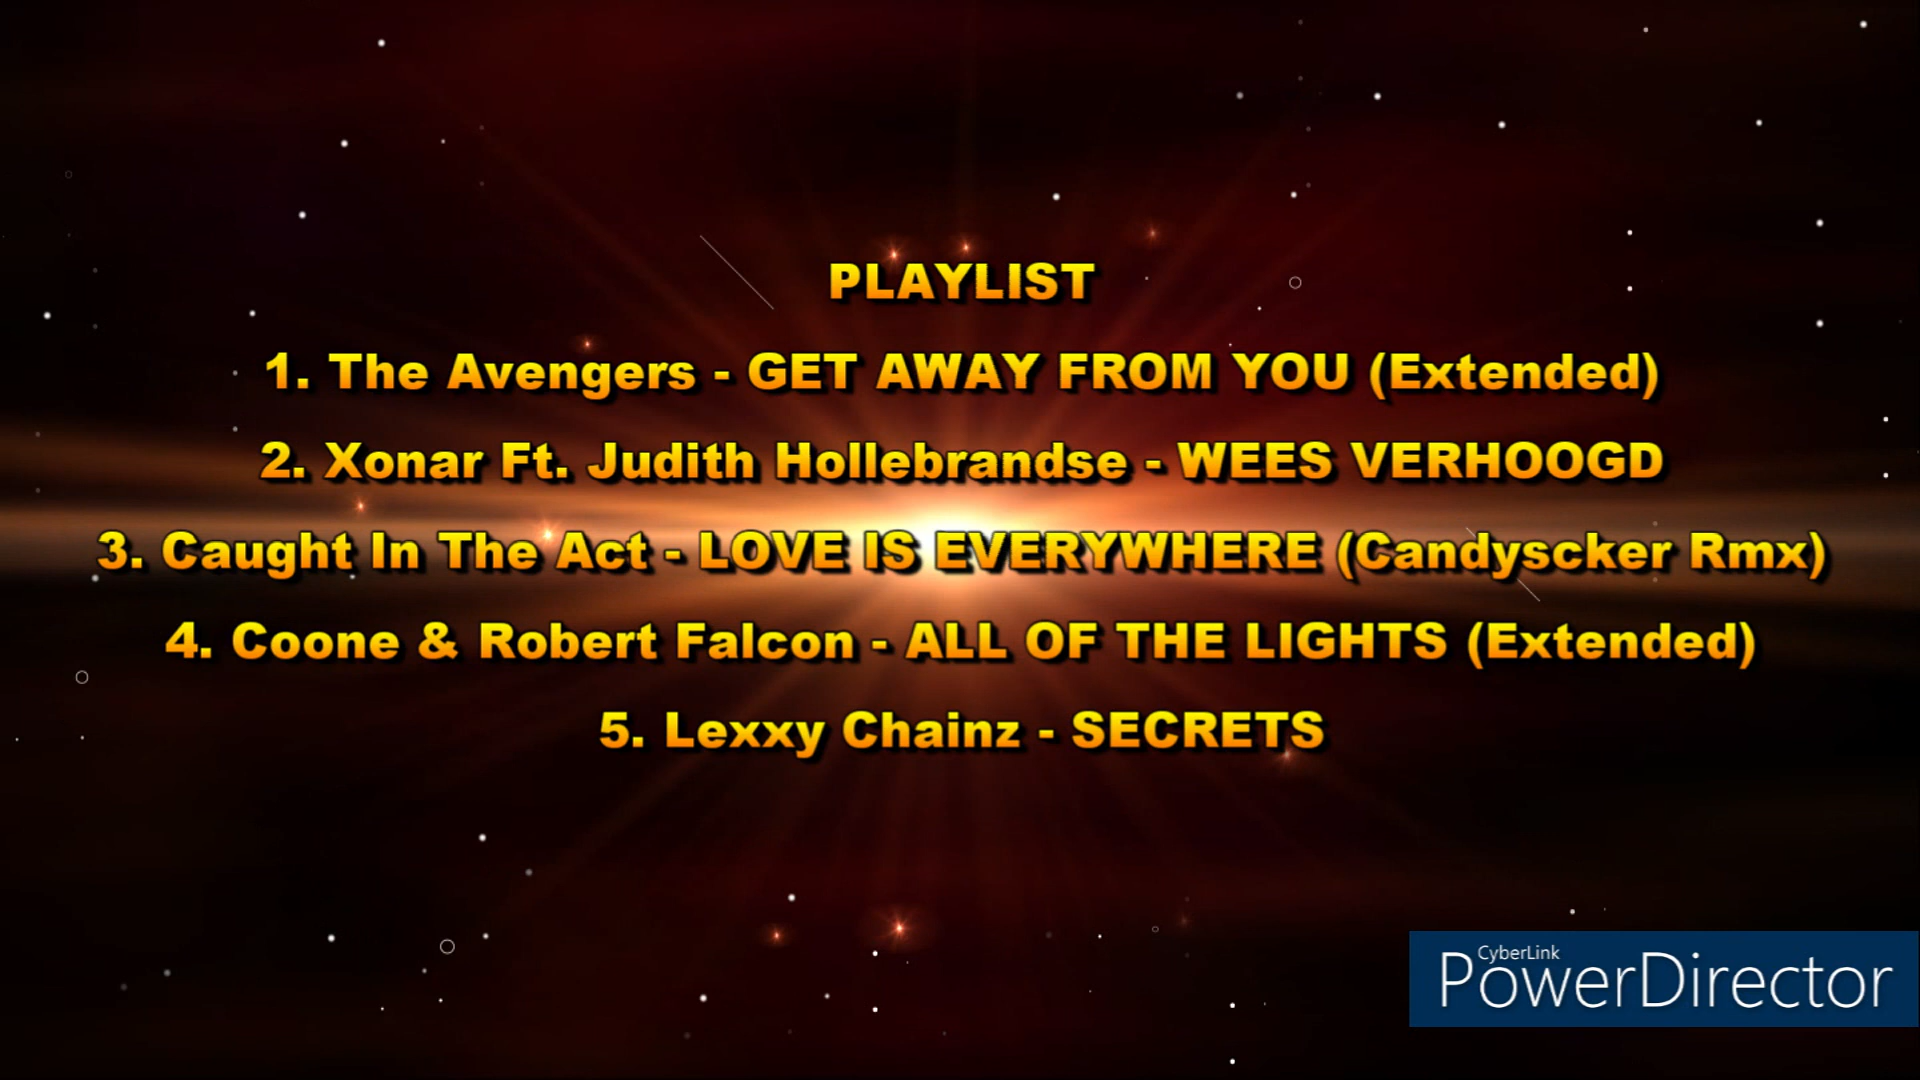 PLAYLIST
1. The Avengers - GET AWAY FROM YOU (Extended)
2. Xonar Ft. Judith Hollebrandse - WEES VERHOOGD
3. Caught In The Act - LOVE IS EVERYWHERE (Candyscker Rmx)
4. Coone & Robert Falcon - ALL OF THE LIGHTS (Extended)
5. Lexxy Chainz - SECRETS
CyberLink
PowerDirector